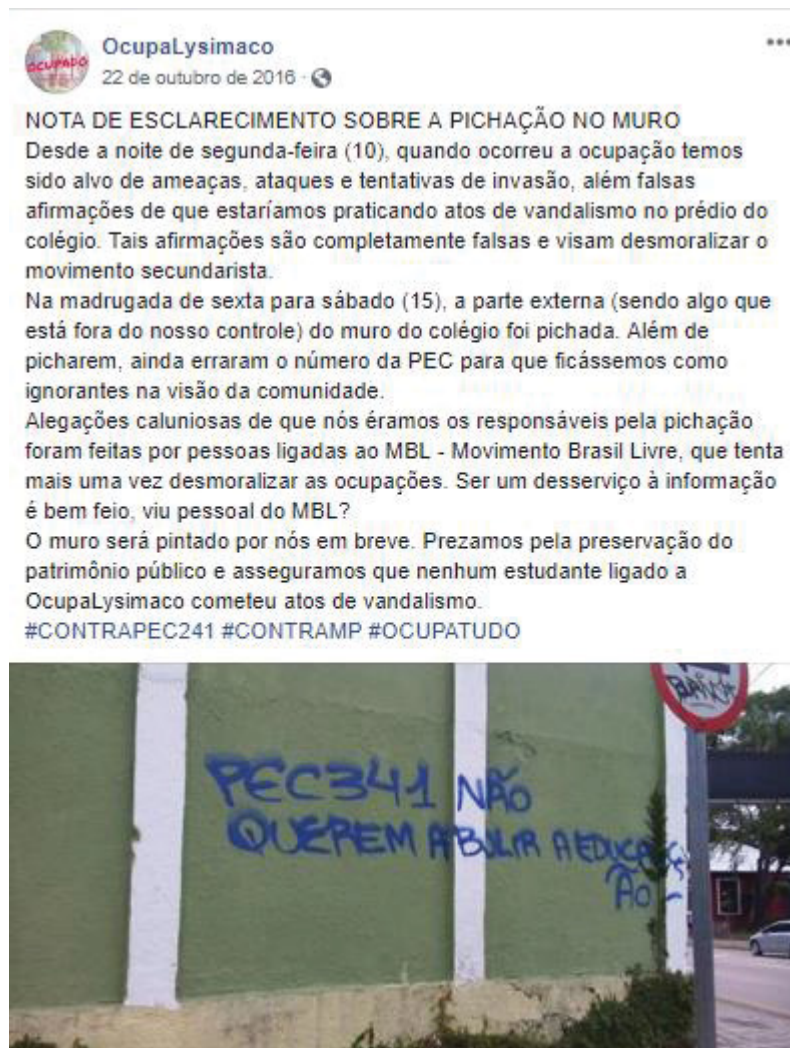 OCUPADO
OcupaLysimaco
22 de outubro de 2016 ·
NOTA DE ESCLARECIMENTO SOBRE A PICHAÇÃO NO MURO
Desde a noite de segunda-feira (10), quando ocorreu a ocupação temos
sido alvo de ameaças, ataques e tentativas de invasão, além falsas
afirmações de que estaríamos praticando atos de vandalismo no prédio do
colégio. Tais afirmações são completamente falsas e visam desmoralizar o
movimento secundarista.
Na madrugada de sexta para sábado (15), a parte externa (sendo algo que
está fora do nosso controle) do muro do colégio foi pichada. Além de
picharem, ainda erraram o número da PEC para que ficássemos como
ignorantes na visão da comunidade.
Alegações caluniosas de que nós éramos os responsáveis pela pichação
foram feitas por pessoas ligadas ao MBL - Movimento Brasil Livre, que tenta
mais uma vez desmoralizar as ocupações. Ser um desserviço à informação
é bem feio, viu pessoal do MBL?
O muro será pintado por nós em breve. Prezamos pela preservação do
patrimônio público e asseguramos que nenhum estudante ligado a
OcupaLysimaco cometeu atos de vandalismo.
#CONTRAPEC241 #CONTRAMP #OCUPATUDO
PEC341 NÃO
QUEREM ABULIR A EDUCAÇ
ÃO